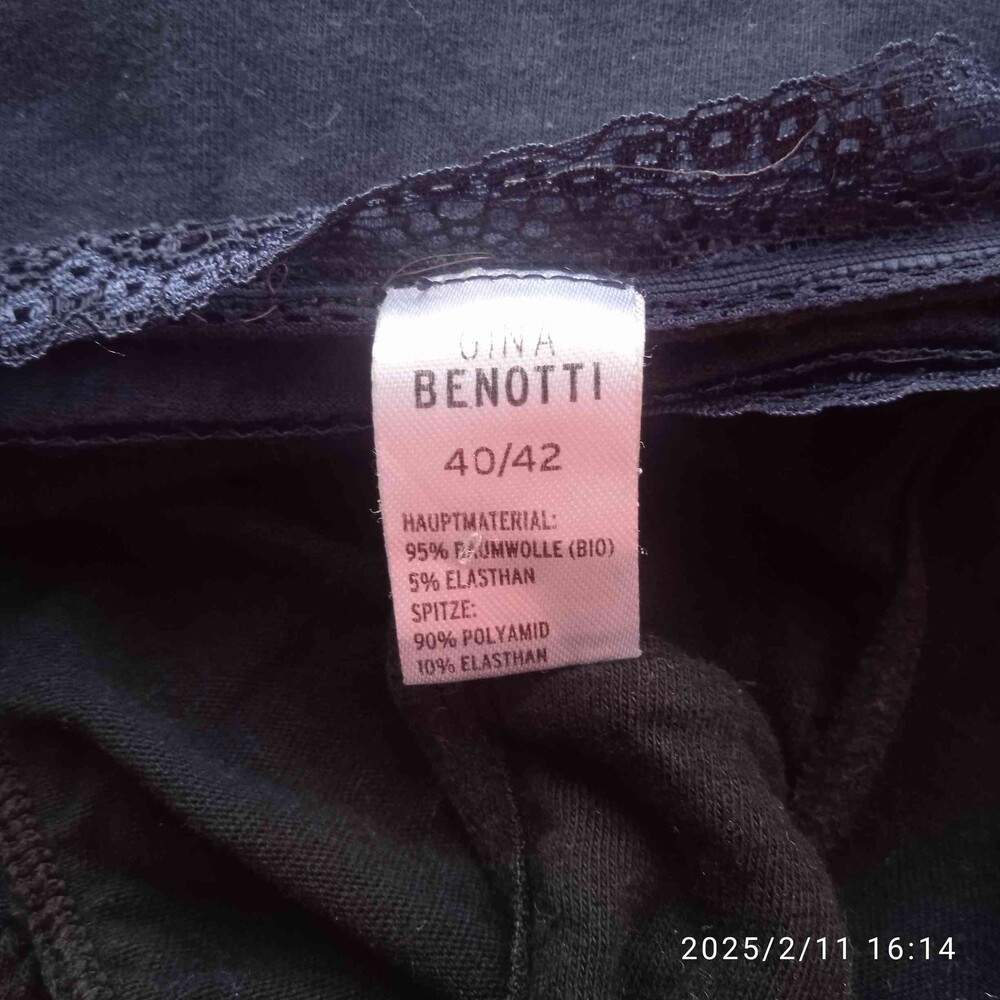 GINA
BENOTTI
40/42
HAUPTMATERIAL:
95% BAUMWOLLE (BIO)
5% ELASTHAN
SPITZE:
90% POLYAMID
10% ELASTHAN
2025/2/11 16:14